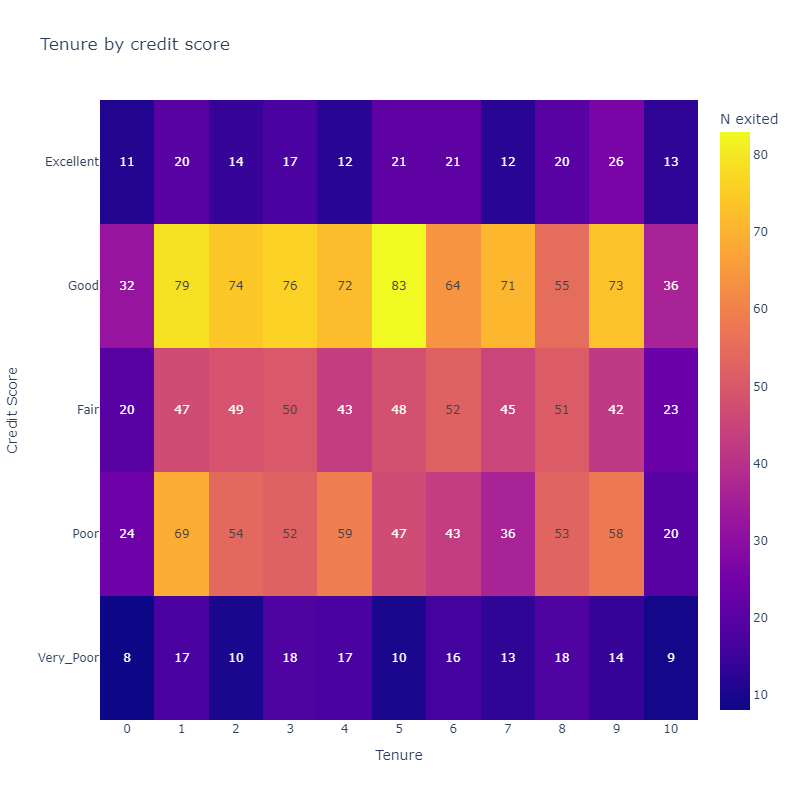 Tenure by credit score
N exited
Excellent 11 20 14 17 12 21 21 12 20 26 13
Good 32 79 74 76 72 83 64 71 55 73 36
Fair 20 47 49 50 43 48 52 45 51 42 23
Poor 24 69 54 52 59 47 43 36 53 58 20
Very_Poor 8 17 10 18 17 10 16 13 18 14 9
0 1 2 3 4 5 6 7 8 9 10
Tenure
Credit Score
80
70
60
50
40
30
20
10